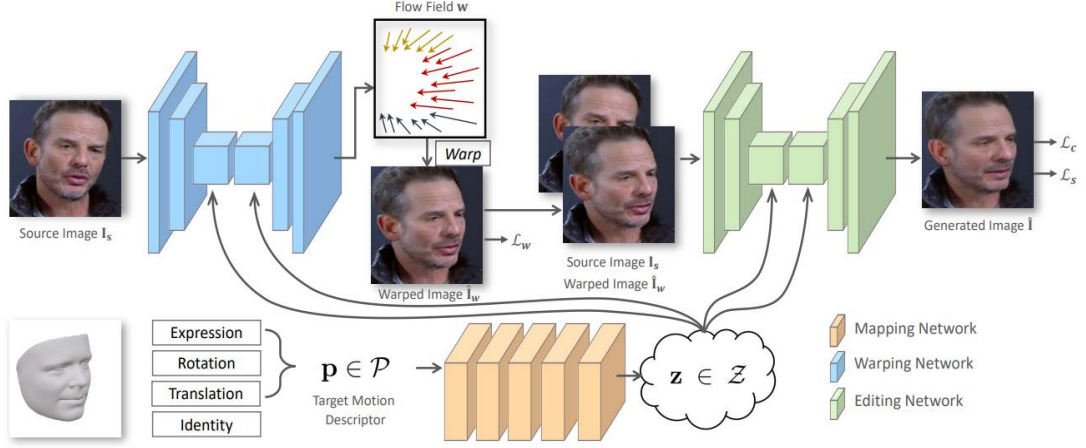 Flow Field w
Warp
Source Image I_s
Warped Image Î_w
ℒ_w
Source Image I_s
Warped Image Î_w
Generated Image Î
ℒ_c
ℒ_s
Expression
Rotation
Translation
Identity
p ∈ 𝒫
Target Motion
Descriptor
z ∈ 𝒵
Mapping Network
Warping Network
Editing Network